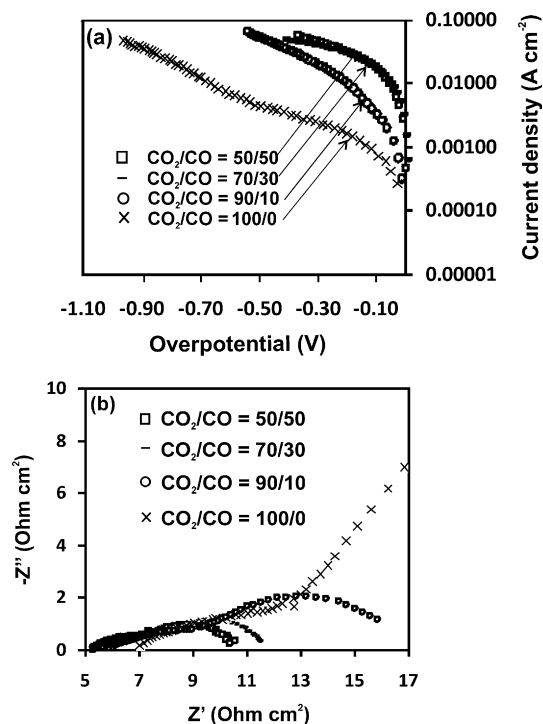 (a)
0.10000
0.01000
0.00100
0.00010
0.00001
Current density (A cm⁻²)
CO₂/CO = 50/50
CO₂/CO = 70/30
CO₂/CO = 90/10
CO₂/CO = 100/0
-1.10 -0.90 -0.70 -0.50 -0.30 -0.10
Overpotential (V)
(b)
10
8
6
4
2
0
-Z'' (Ohm cm²)
CO₂/CO = 50/50
CO₂/CO = 70/30
CO₂/CO = 90/10
CO₂/CO = 100/0
5 7 9 11 13 15 17
Z' (Ohm cm²)